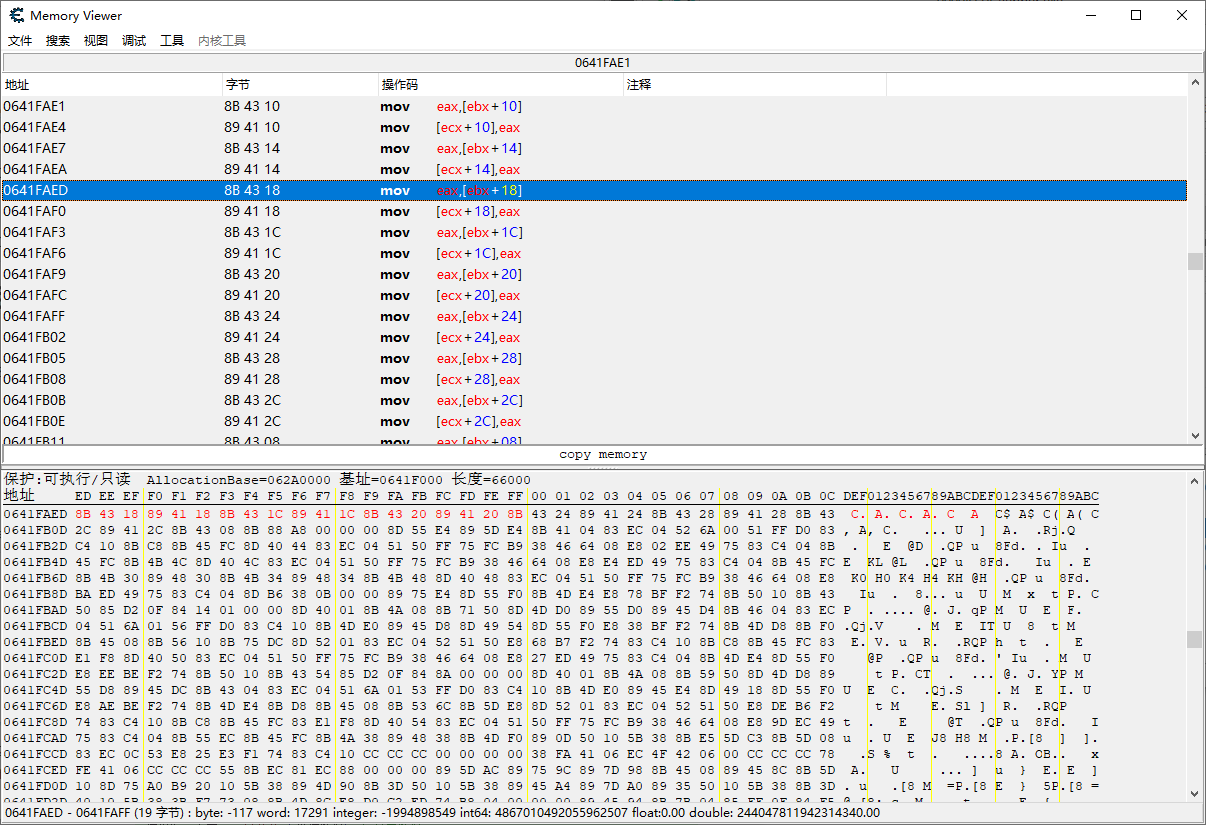 Memory Viewer
文件 搜索 视图 调试 工具 内核工具
0641FAE1
地址 字节 操作码 注释
0641FAE1 8B 43 10 mov eax,[ebx+10]
0641FAE4 89 41 10 mov [ecx+10],eax
0641FAE7 8B 43 14 mov eax,[ebx+14]
0641FAEA 89 41 14 mov [ecx+14],eax
0641FAED 8B 43 18 mov eax,[ebx+18]
0641FAF0 89 41 18 mov [ecx+18],eax
0641FAF3 8B 43 1C mov eax,[ebx+1C]
0641FAF6 89 41 1C mov [ecx+1C],eax
0641FAF9 8B 43 20 mov eax,[ebx+20]
0641FAFC 89 41 20 mov [ecx+20],eax
0641FAFF 8B 43 24 mov eax,[ebx+24]
0641FB02 89 41 24 mov [ecx+24],eax
0641FB05 8B 43 28 mov eax,[ebx+28]
0641FB08 89 41 28 mov [ecx+28],eax
0641FB0B 8B 43 2C mov eax,[ebx+2C]
0641FB0E 89 41 2C mov [ecx+2C],eax
0641FB11 8B 43 08 mov eax,[ebx+08]
copy memory
保护:可执行/只读 AllocationBase=062A0000 基址=0641F000 长度=66000
地址 ED EE EF F0 F1 F2 F3 F4 F5 F6 F7 F8 F9 FA FB FC FD FE FF 00 01 02 03 04 05 06 07 08 09 0A 0B 0C DEF0123456789ABCDEF0123456789ABC
0641FAED 8B 43 18 89 41 18 8B 43 1C 89 41 1C 8B 43 20 89 41 20 8B 43 24 89 41 24 8B 43 28 89 41 28 8B 43
0641FB0D 2C 89 41 2C 8B 43 08 8B 88 A8 00 00 00 8D 55 E4 89 5D E4 8B 41 04 83 EC 04 52 6A 00 51 FF D0 83
0641FB2D C4 10 8B C8 8B 45 FC 8D 40 44 83 EC 04 51 50 FF 75 FC B9 38 46 64 08 E8 02 EE 49 75 83 C4 04 8B
0641FB4D 45 FC 8B 4B 4C 8D 40 4C 83 EC 04 51 50 FF 75 FC B9 38 46 64 08 E8 E4 ED 49 75 83 C4 04 8B 45 FC
0641FB6D 8B 4B 30 89 48 30 8B 4B 34 89 48 34 8B 4B 48 8D 40 48 83 EC 04 51 50 FF 75 FC B9 38 46 64 08 E8
0641FB8D BA ED 49 75 83 C4 04 8D B6 38 0B 00 00 89 75 E4 8D 55 F0 8B 4D E4 E8 78 BF F2 74 8B 50 10 8B 43
0641FBAD 50 85 D2 0F 84 14 01 00 00 8D 40 01 8B 4A 08 8B 71 50 8D 4D D0 89 55 D0 89 45 D4 8B 46 04 83 EC
0641FBCD 04 51 6A 01 56 FF D0 83 C4 10 8B 4D E0 89 45 D8 8D 49 54 8D 55 F0 E8 38 BF F2 74 8B 4D D8 8B F0
0641FBED 8B 45 08 8B 56 10 8B 75 DC 8D 52 01 83 EC 04 52 51 50 E8 68 B7 F2 74 83 C4 10 8B C8 8B 45 FC 83
0641FC0D E1 F8 8D 40 50 83 EC 04 51 50 FF 75 FC B9 38 46 64 08 E8 27 ED 49 75 83 C4 04 8B 4D E4 8D 55 F0
0641FC2D E8 EE BE F2 74 8B 50 10 8B 43 54 85 D2 0F 84 8A 00 00 00 8D 40 01 8B 4A 08 8B 59 50 8D 4D D8 89
0641FC4D 55 D8 89 45 DC 8B 43 04 83 EC 04 51 6A 01 53 FF D0 83 C4 10 8B 4D E0 89 45 E4 8D 49 18 8D 55 F0
0641FC6D E8 AE BE F2 74 8B 4D E4 8B D8 8B 45 08 8B 53 6C 8B 5D E8 8D 52 01 83 EC 04 52 51 50 E8 DE B6 F2
0641FC8D 74 83 C4 10 8B C8 8B 45 FC 83 E1 F8 8D 40 54 83 EC 04 51 50 FF 75 FC B9 38 46 64 08 E8 9D EC 49
0641FCAD 75 83 C4 04 8B 55 EC 8B 45 FC 8B 4A 38 89 48 38 8B 4D F0 89 0D 50 10 5B 38 8B E5 5D C3 8B 5D 08
0641FCCD 83 EC 0C 53 E8 25 E3 F1 74 83 C4 10 CC CC CC CC 00 00 00 00 38 FA 41 06 EC 4F 42 06 00 CC CC CC 78
0641FCED FE 41 06 CC CC CC CC 55 8B EC 81 EC 88 00 00 00 89 5D AC 89 75 9C 89 7D 98 8B 45 08 89 45 8C 8B 5D
0641FD0D 10 8D 75 A0 B9 20 10 5B 38 89 4D 90 8B 3D 50 10 5B 38 89 45 A4 89 7D A0 89 35 50 10 5B 38 8B 5D
0641FAED - 0641FAFF (19 字节) : byte: -117 word: 17291 integer: -1994898549 int64: 4867010492055962507 float:0.00 double: 244047811942314340.00